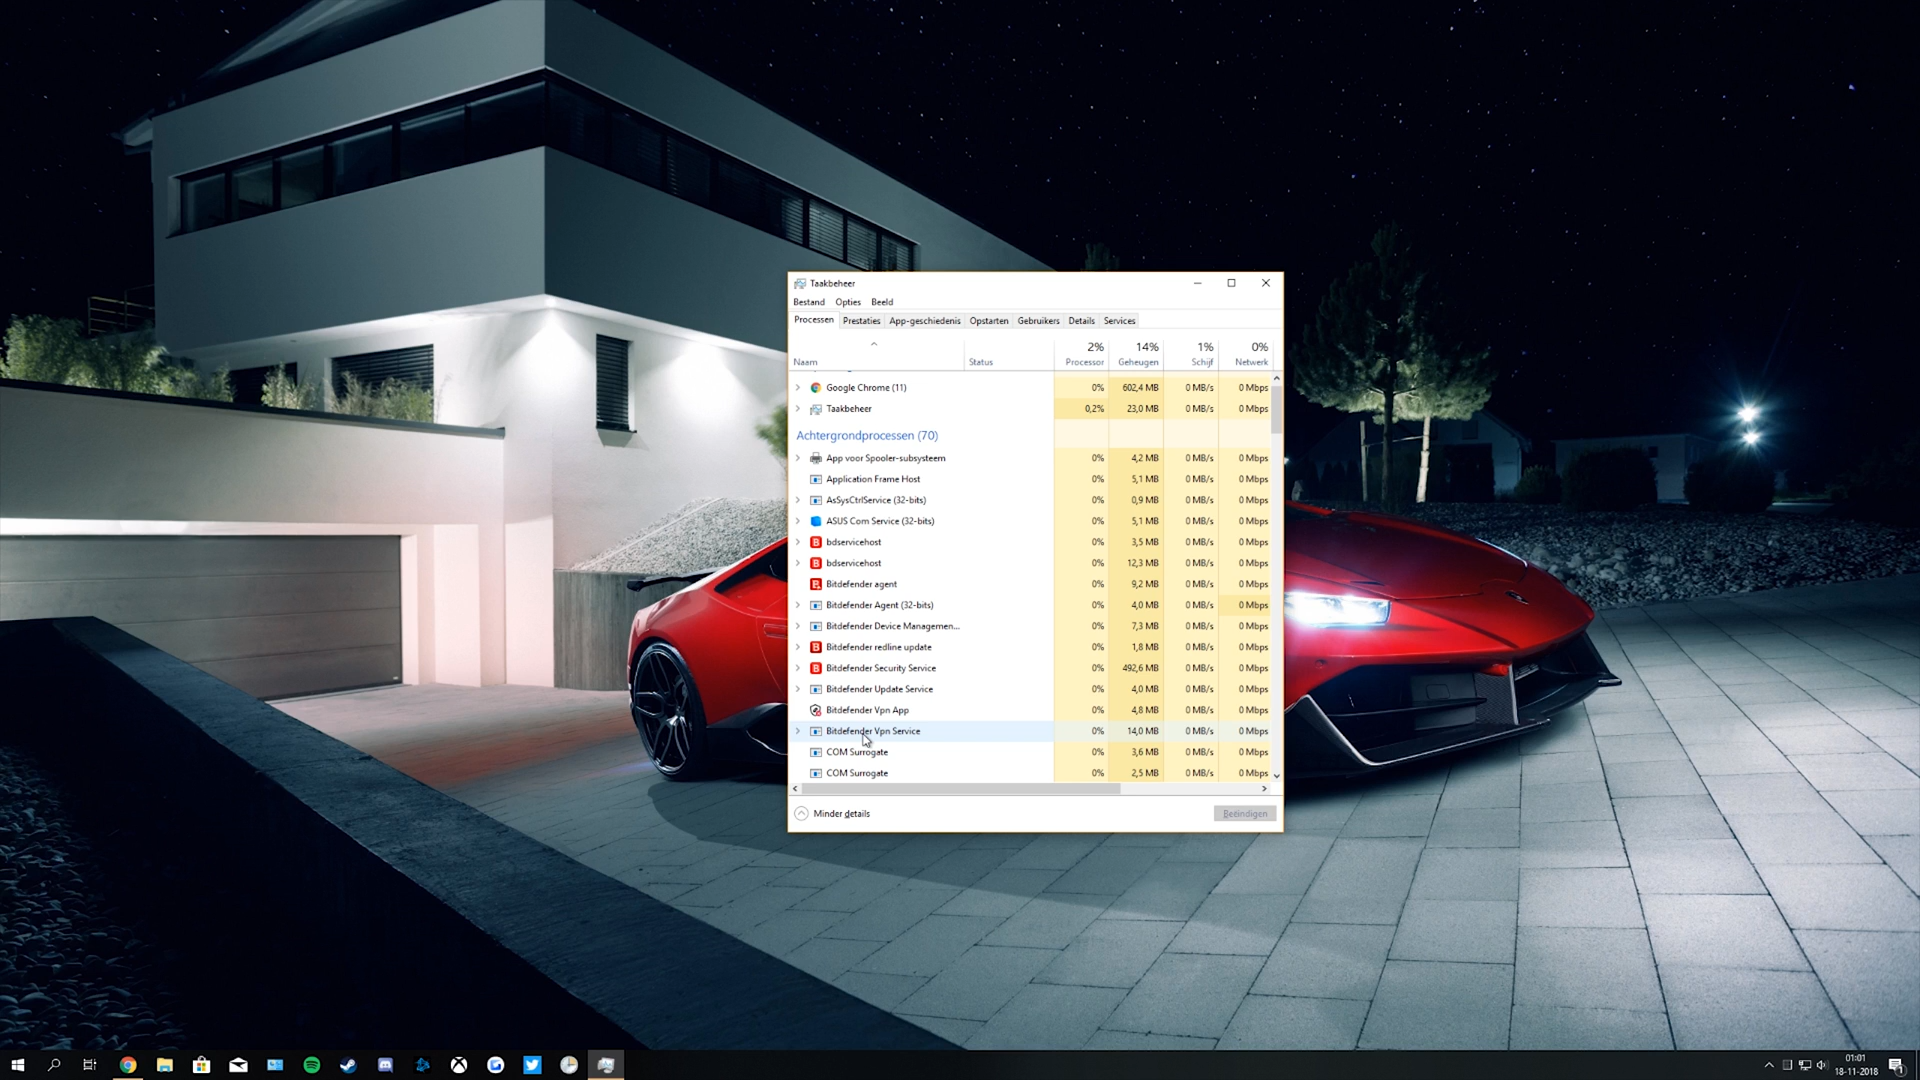 Taakbeheer
Bestand Opties Beeld
Processen Prestaties App-geschiedenis Opstarten Gebruikers Details Services
2% 14% 1% 0%
Naam Status Processor Geheugen Schijf Netwerk
Google Chrome (11) 0% 602,4 MB 0 MB/s 0 Mbps
Taakbeheer 0,2% 23,0 MB 0 MB/s 0 Mbps
Achtergrondprocessen (70)
App voor Spooler-subsysteem 0% 4,2 MB 0 MB/s 0 Mbps
Application Frame Host 0% 5,1 MB 0 MB/s 0 Mbps
AsSysCtrlService (32-bits) 0% 0,9 MB 0 MB/s 0 Mbps
ASUS Com Service (32-bits) 0% 5,1 MB 0 MB/s 0 Mbps
bdservicehost 0% 3,5 MB 0 MB/s 0 Mbps
bdservicehost 0% 12,3 MB 0 MB/s 0 Mbps
Bitdefender agent 0% 9,2 MB 0 MB/s 0 Mbps
Bitdefender Agent (32-bits) 0% 4,0 MB 0 MB/s 0 Mbps
Bitdefender Device Managemen... 0% 7,3 MB 0 MB/s 0 Mbps
Bitdefender redline update 0% 1,8 MB 0 MB/s 0 Mbps
Bitdefender Security Service 0% 492,6 MB 0 MB/s 0 Mbps
Bitdefender Update Service 0% 4,0 MB 0 MB/s 0 Mbps
Bitdefender Vpn App 0% 4,8 MB 0 MB/s 0 Mbps
Bitdefender Vpn Service 0% 14,0 MB 0 MB/s 0 Mbps
COM Surrogate 0% 3,6 MB 0 MB/s 0 Mbps
COM Surrogate 0% 2,5 MB 0 MB/s 0 Mbps
Minder details Beëindigen
01:01
18-11-2018